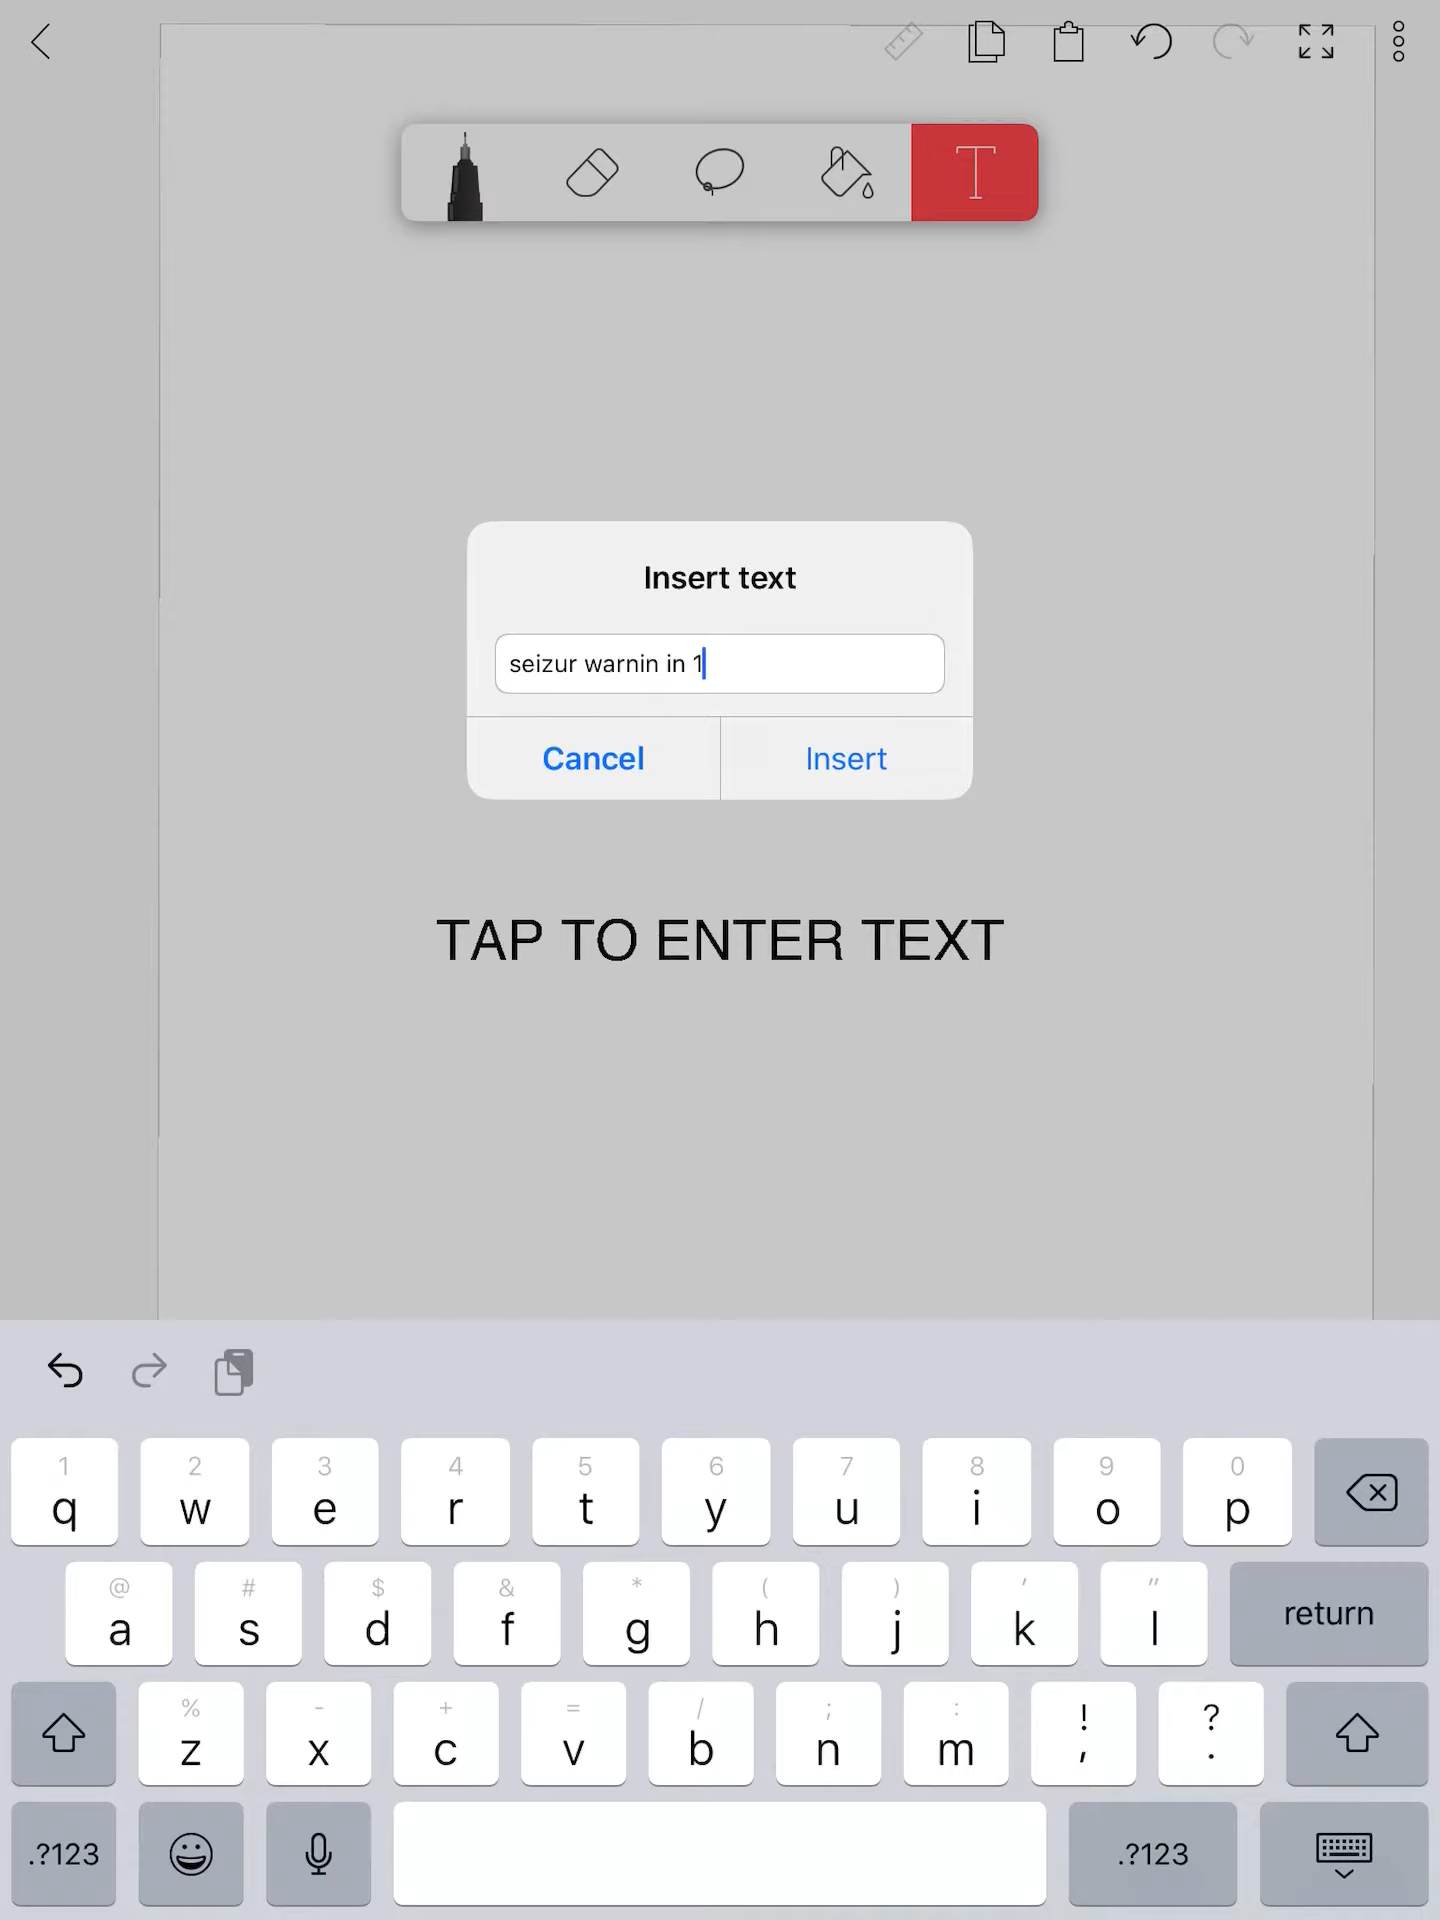 T
Insert text
seizur warnin in 1
Cancel Insert
TAP TO ENTER TEXT
1 2 3 4 5 6 7 8 9 0
q w e r t y u i o p
@ # $ & * ( ) ' "
a s d f g h j k l return
% - + = / ; : ! ?
z x c v b n m , .
.?123 .?123